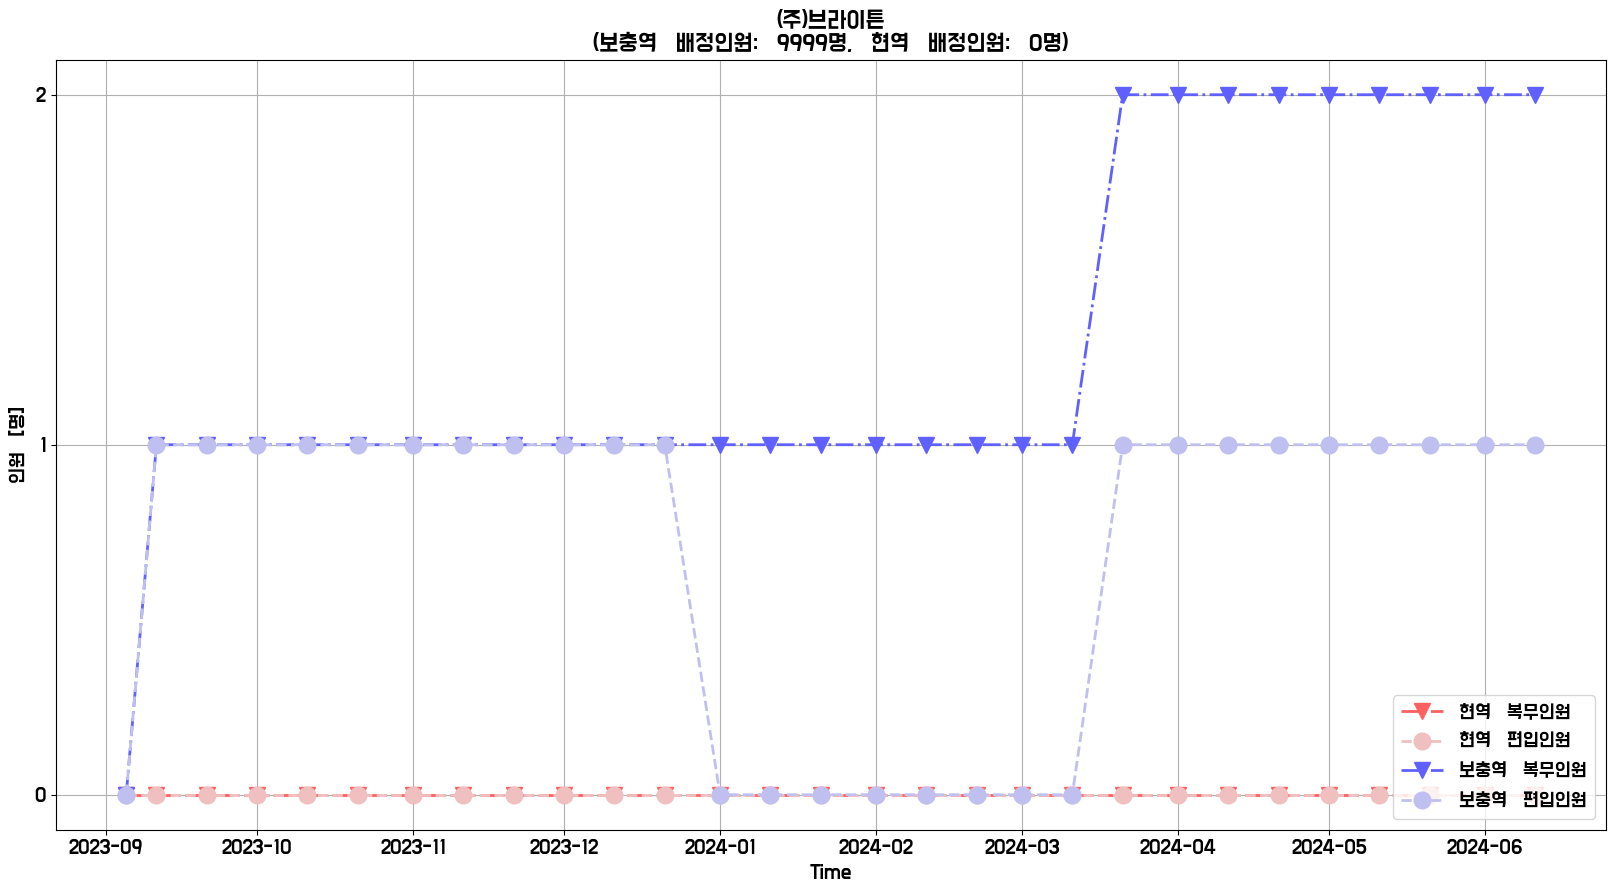 (주)브라이튼
(보충역 배정인원: 9999명, 현역 배정인원: 0명)
2
1
0
인원 [명]
2023-09 2023-10 2023-11 2023-12 2024-01 2024-02 2024-03 2024-04 2024-05 2024-06
Time
현역 복무인원
현역 편입인원
보충역 복무인원
보충역 편입인원